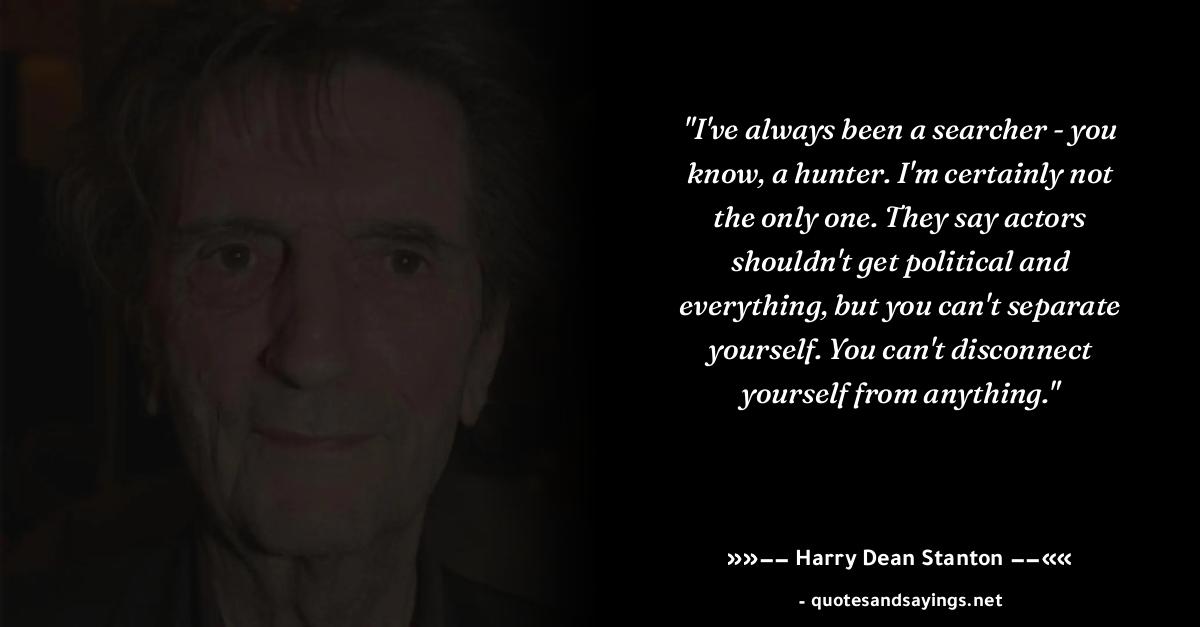 "I've always been a searcher - you
know, a hunter. I'm certainly not
the only one. They say actors
shouldn't get political and
everything, but you can't separate
yourself. You can't disconnect
yourself from anything."
»»−− Harry Dean Stanton −−««
- quotesandsayings.net